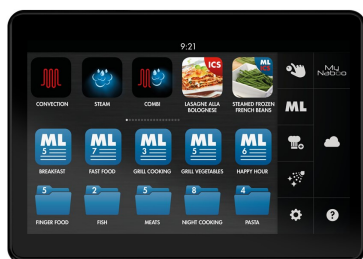 9:21
My
Naboo
ICS
ML
ICS
CONVECTION
STEAM
COMBI
LASAGNE ALLA
BOLOGNESE
STEAMED FROZEN
FRENCH BEANS
ML
ML
5
ML
7
ML
3
ML
5
ML
6
BREAKFAST
FAST FOOD
GRILL COOKING
GRILL VEGETABLES
HAPPY HOUR
5
2
5
8
4
FINGER FOOD
FISH
MEATS
NIGHT COOKING
PASTA
?